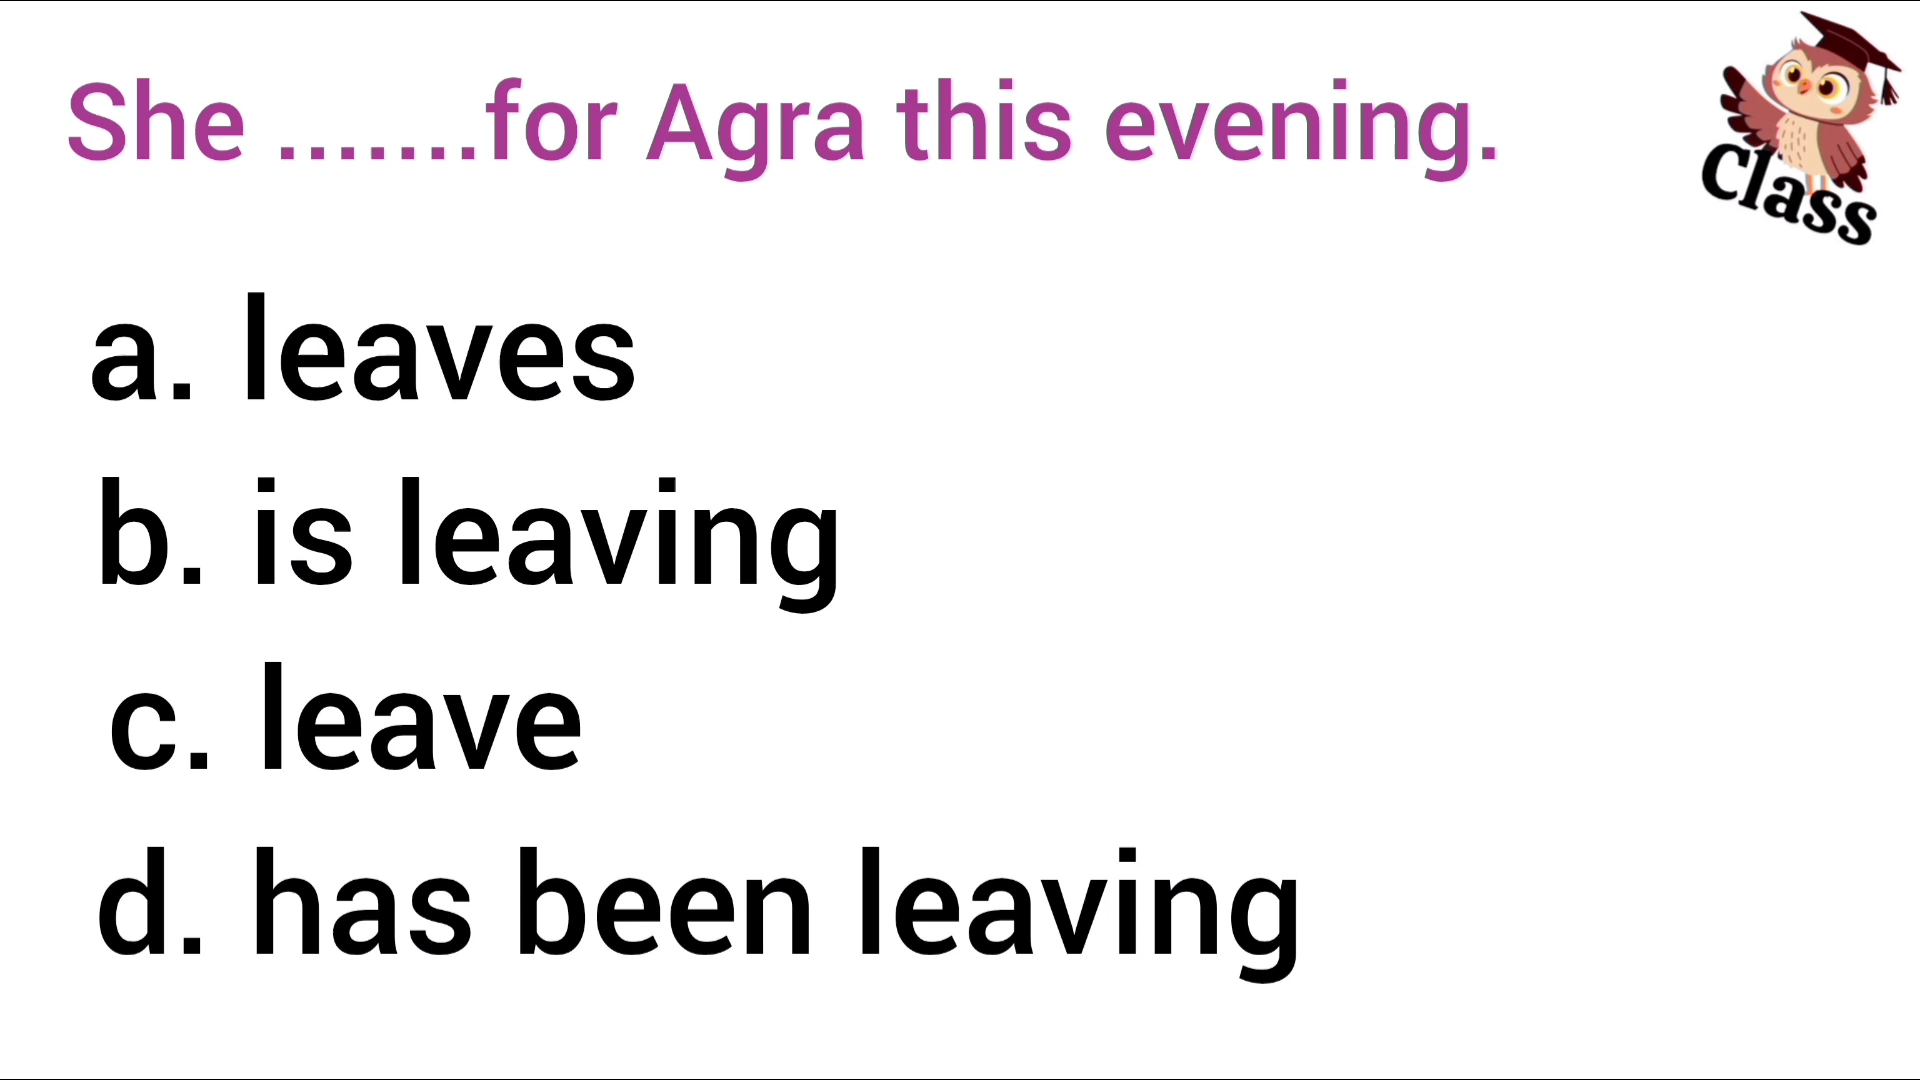 She .......for Agra this evening.
Class
a. leaves
b. is leaving
c. leave
d. has been leaving